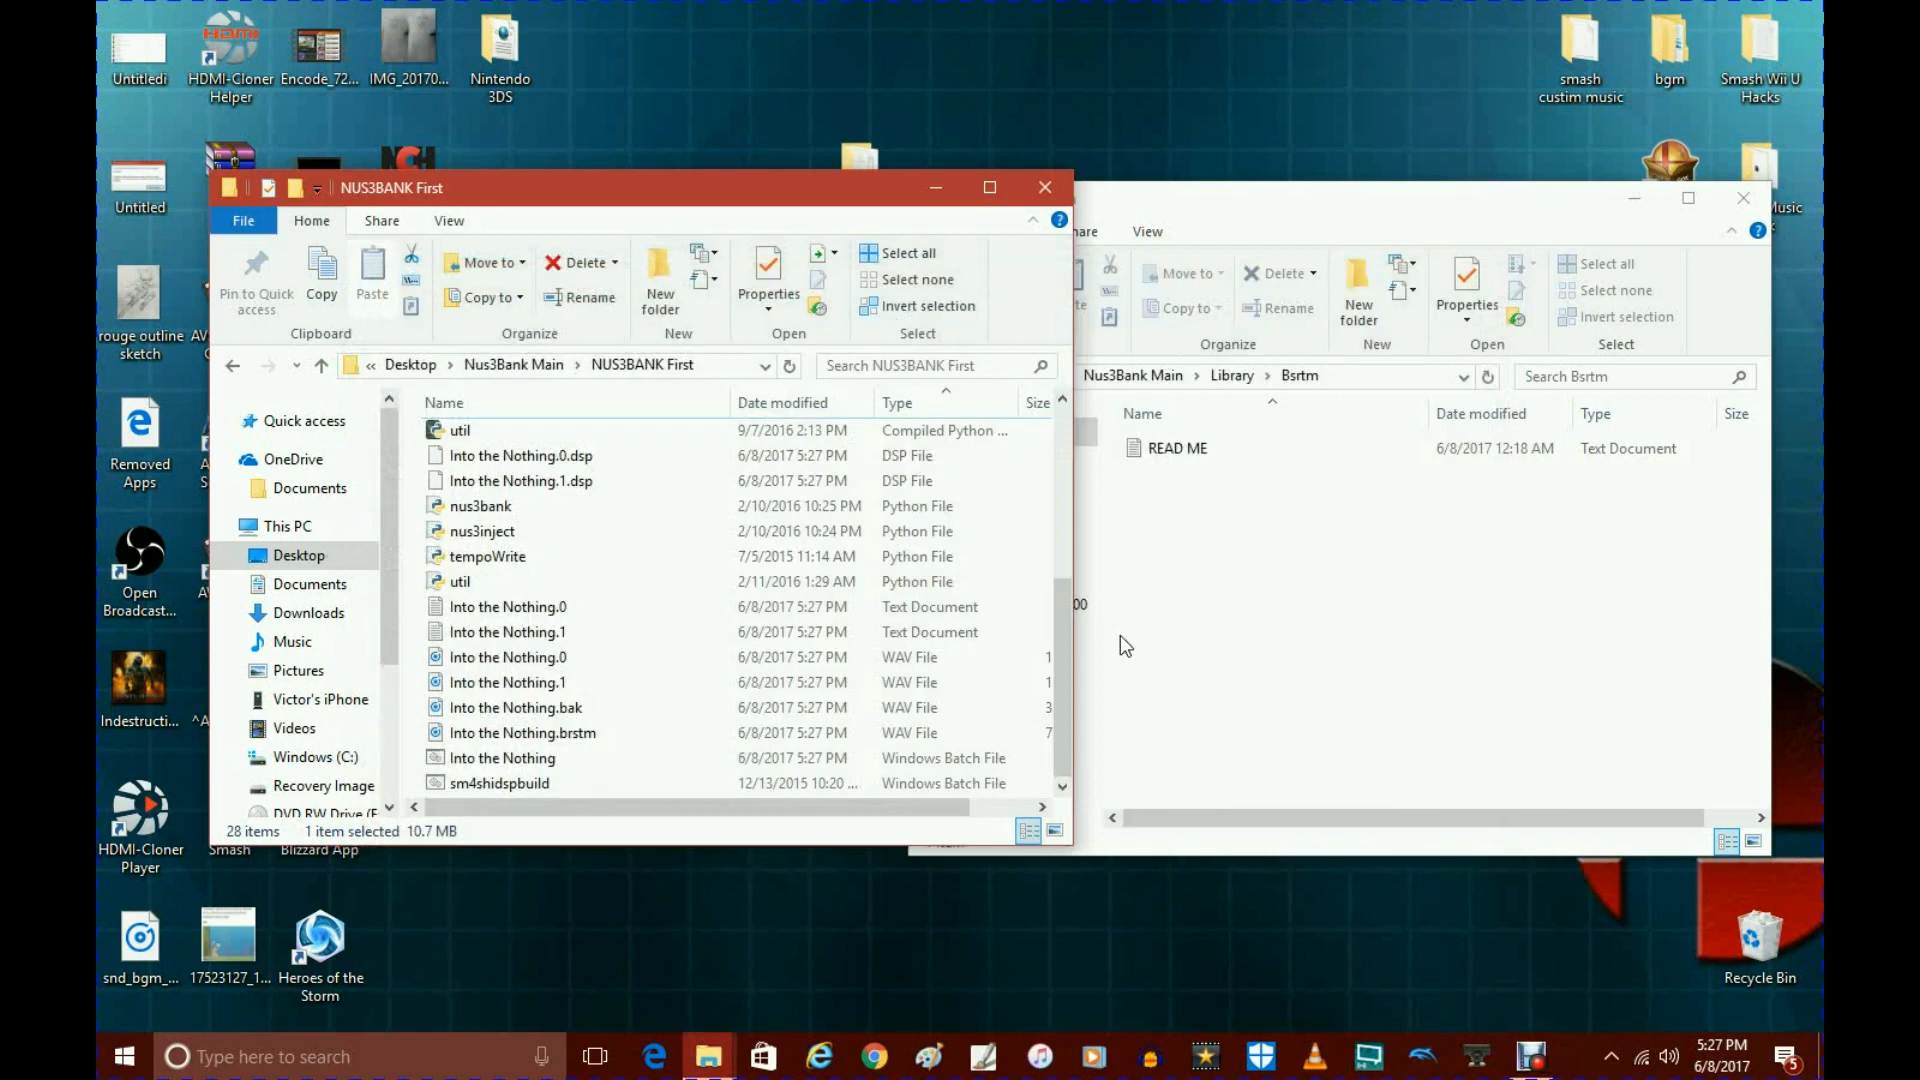 Untitledi
HDMI-Cloner
Helper
Encode_72...
IMG_20170...
Nintendo
3DS
smash
custim music
bgm
Smash Wii U
Hacks
Untitled
NCH
Music
NUS3BANK First
File
Home
Share
View
Pin to Quick
access
Copy
Paste
Clipboard
Move to
Copy to
Delete
Rename
Organize
New
folder
New
Properties
Open
Select all
Select none
Invert selection
Select
« Desktop > Nus3Bank Main > NUS3BANK First
Search NUS3BANK First
Name
Date modified
Type
Size
Quick access
OneDrive
Documents
This PC
Desktop
Documents
Downloads
Music
Pictures
Victor's iPhone
Videos
Windows (C:)
Recovery Image
DVD RW Drive (F
util 9/7/2016 2:13 PM Compiled Python ...
Into the Nothing.0.dsp 6/8/2017 5:27 PM DSP File
Into the Nothing.1.dsp 6/8/2017 5:27 PM DSP File
nus3bank 2/10/2016 10:25 PM Python File
nus3inject 2/10/2016 10:24 PM Python File
tempoWrite 7/5/2015 11:14 AM Python File
util 2/11/2016 1:29 AM Python File
Into the Nothing.0 6/8/2017 5:27 PM Text Document
Into the Nothing.1 6/8/2017 5:27 PM Text Document
Into the Nothing.0 6/8/2017 5:27 PM WAV File 1
Into the Nothing.1 6/8/2017 5:27 PM WAV File 1
Into the Nothing.bak 6/8/2017 5:27 PM WAV File 3
Into the Nothing.brstm 6/8/2017 5:27 PM WAV File 7
Into the Nothing 6/8/2017 5:27 PM Windows Batch File
sm4shidspbuild 12/13/2015 10:20 ... Windows Batch File
28 items 1 item selected 10.7 MB
hare
View
te
Move to
Copy to
Delete
Rename
Organize
New
folder
New
Properties
Open
Select all
Select none
Invert selection
Select
Nus3Bank Main > Library > Bsrtm
Search Bsrtm
Name
Date modified
Type
Size
READ ME 6/8/2017 12:18 AM Text Document
00
rouge outline
sketch
AV
Removed
Apps
Open
Broadcast...
Indestructi...
^A
HDMI-Cloner
Player
Smash
Blizzard App
snd_bgm_...
17523127_1...
Heroes of the
Storm
Recycle Bin
Type here to search
5:27 PM
6/8/2017
5